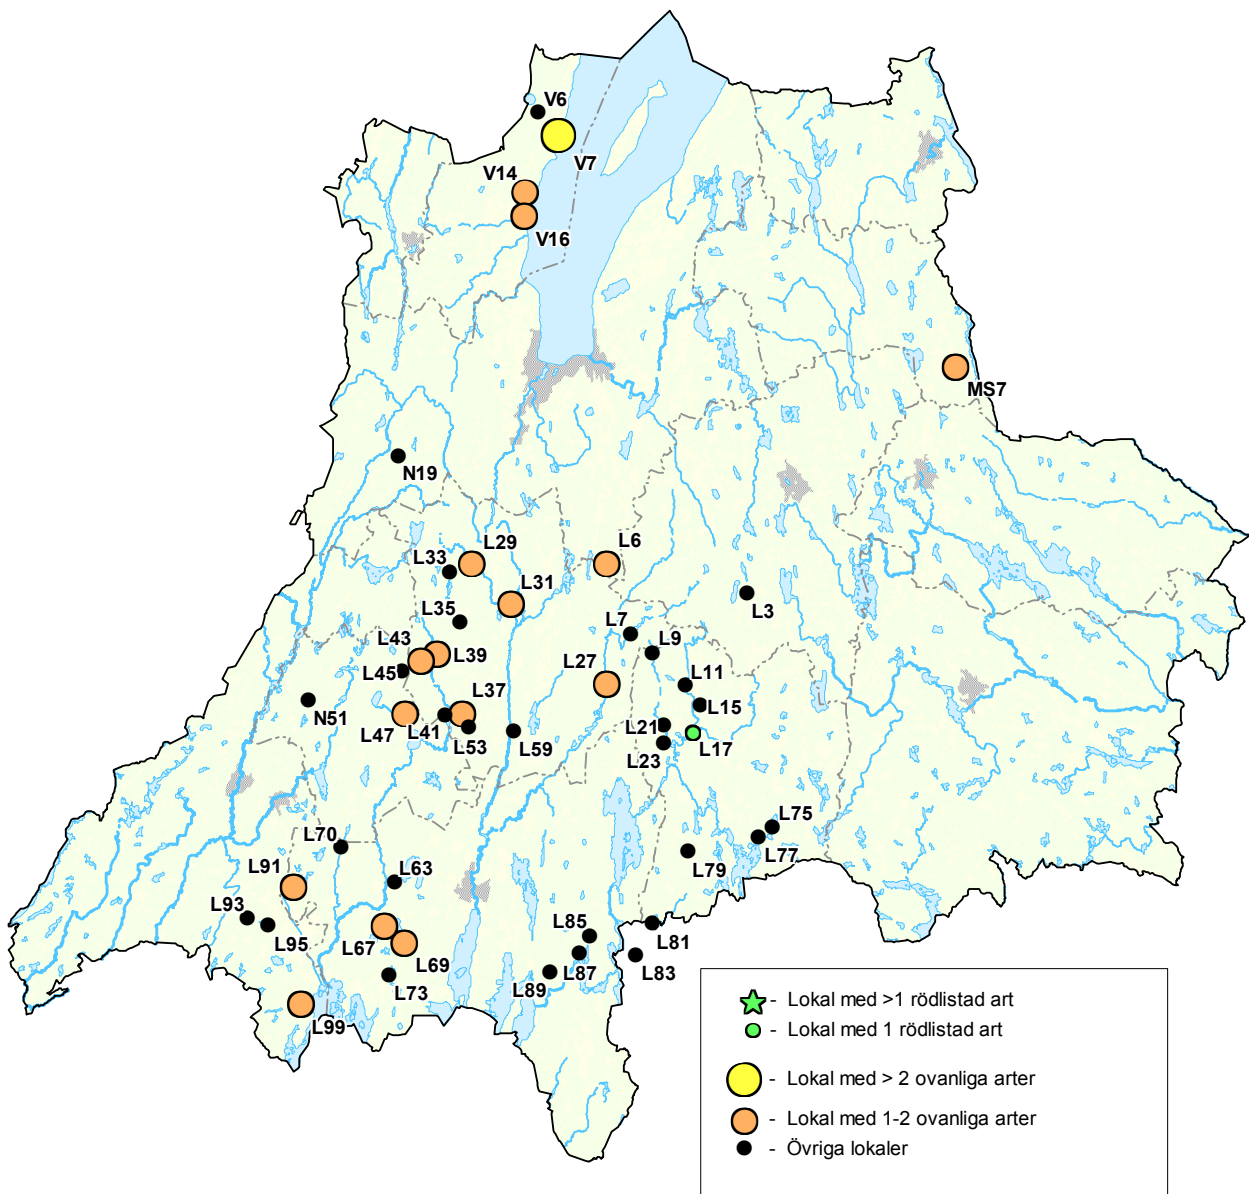 V6
V7
V14
V16
MS7
N19
L33
L29
L6
L31
L3
L35
L7
L9
L43
L39
L45
L27
L11
L37
L15
N51
L47
L41
L53
L59
L21
L17
L23
L70
L75
L77
L79
L91
L63
L93
L95
L67
L69
L85
L81
L87
L83
L73
L89
L99
- Lokal med >1 rödlistad art
- Lokal med 1 rödlistad art
- Lokal med > 2 ovanliga arter
- Lokal med 1-2 ovanliga arter
- Övriga lokaler